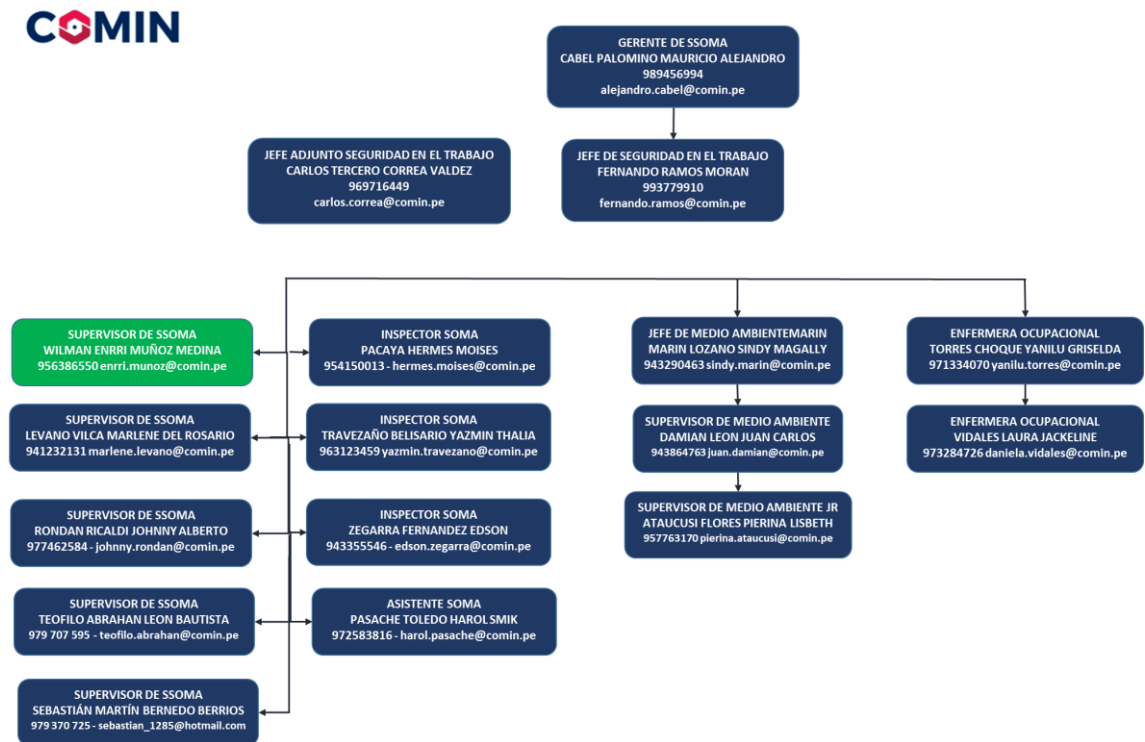 COMIN
GERENTE DE SSOMA
CABEL PALOMINO MAURICIO ALEJANDRO
989456994
alejandro.cabel@comin.pe
JEFE ADJUNTO SEGURIDAD EN EL TRABAJO
CARLOS TERCERO CORREA VALDEZ
969716449
carlos.correa@comin.pe
JEFE DE SEGURIDAD EN EL TRABAJO
FERNANDO RAMOS MORAN
993779910
fernando.ramos@comin.pe
SUPERVISOR DE SSOMA
WILMAN ENRRI MUÑOZ MEDINA
956386550 enrri.munoz@comin.pe
INSPECTOR SOMA
PACAYA HERMES MOISES
954150013 - hermes.moises@comin.pe
JEFE DE MEDIO AMBIENTEMARIN
MARIN LOZANO SINDY MAGALLY
943290463 sindy.marin@comin.pe
ENFERMERA OCUPACIONAL
TORRES CHOQUE YANILU GRISELDA
971334070 yanilu.torres@comin.pe
SUPERVISOR DE SSOMA
LEVANO VILCA MARLENE DEL ROSARIO
941232131 marlene.levano@comin.pe
INSPECTOR SOMA
TRAVEZAÑO BELISARIO YAZMIN THALIA
963123459 yazmin.travezano@comin.pe
SUPERVISOR DE MEDIO AMBIENTE
DAMIAN LEON JUAN CARLOS
943864763 juan.damian@comin.pe
ENFERMERA OCUPACIONAL
VIDALES LAURA JACKELINE
973284726 daniela.vidales@comin.pe
SUPERVISOR DE SSOMA
RONDAN RICALDI JOHNNY ALBERTO
977462584 - johnny.rondan@comin.pe
INSPECTOR SOMA
ZEGARRA FERNANDEZ EDSON
943355546 - edson.zegarra@comin.pe
SUPERVISOR DE MEDIO AMBIENTE JR
ATAUCUSI FLORES PIERINA LISBETH
957763170 pierina.ataucusi@comin.pe
SUPERVISOR DE SSOMA
TEOFILO ABRAHAN LEON BAUTISTA
979 707 595 - teofilo.abrahan@comin.pe
ASISTENTE SOMA
PASACHE TOLEDO HAROL SMIK
972583816 - harol.pasache@comin.pe
SUPERVISOR DE SSOMA
SEBASTIÁN MARTÍN BERNEDO BERRIOS
979 370 725 - sebastian_1285@hotmail.com